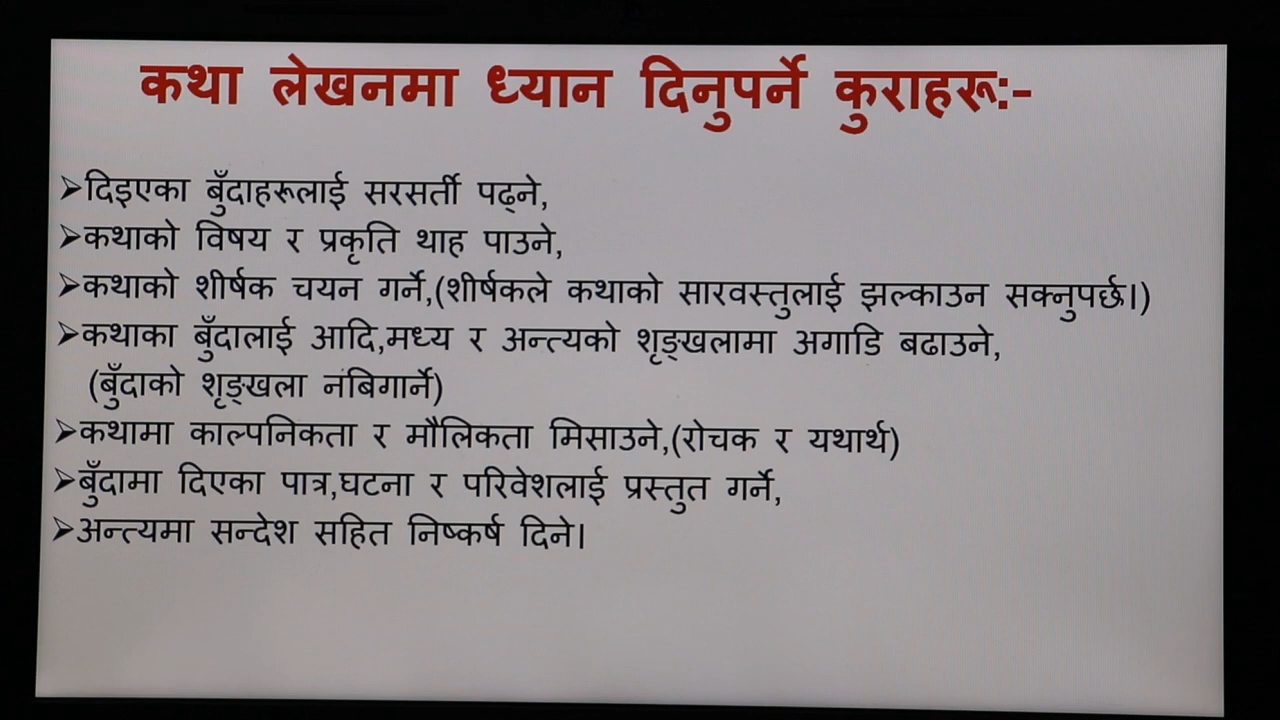 कथा लेखनमा ध्यान दिनुपर्ने कुराहरू:-
➢दिइएका बुँदाहरूलाई सरसर्ती पढ्ने,
➢कथाको विषय र प्रकृति थाह पाउने,
➢कथाको शीर्षक चयन गर्ने,(शीर्षकले कथाको सारवस्तुलाई झल्काउन सक्नुपर्छ।)
➢कथाका बुँदालाई आदि,मध्य र अन्त्यको शृङ्खलामा अगाडि बढाउने,
(बुँदाको शृङ्खला नबिगार्ने)
➢कथामा काल्पनिकता र मौलिकता मिसाउने,(रोचक र यथार्थ)
➢बुँदामा दिएका पात्र,घटना र परिवेशलाई प्रस्तुत गर्ने,
➢अन्त्यमा सन्देश सहित निष्कर्ष दिने।